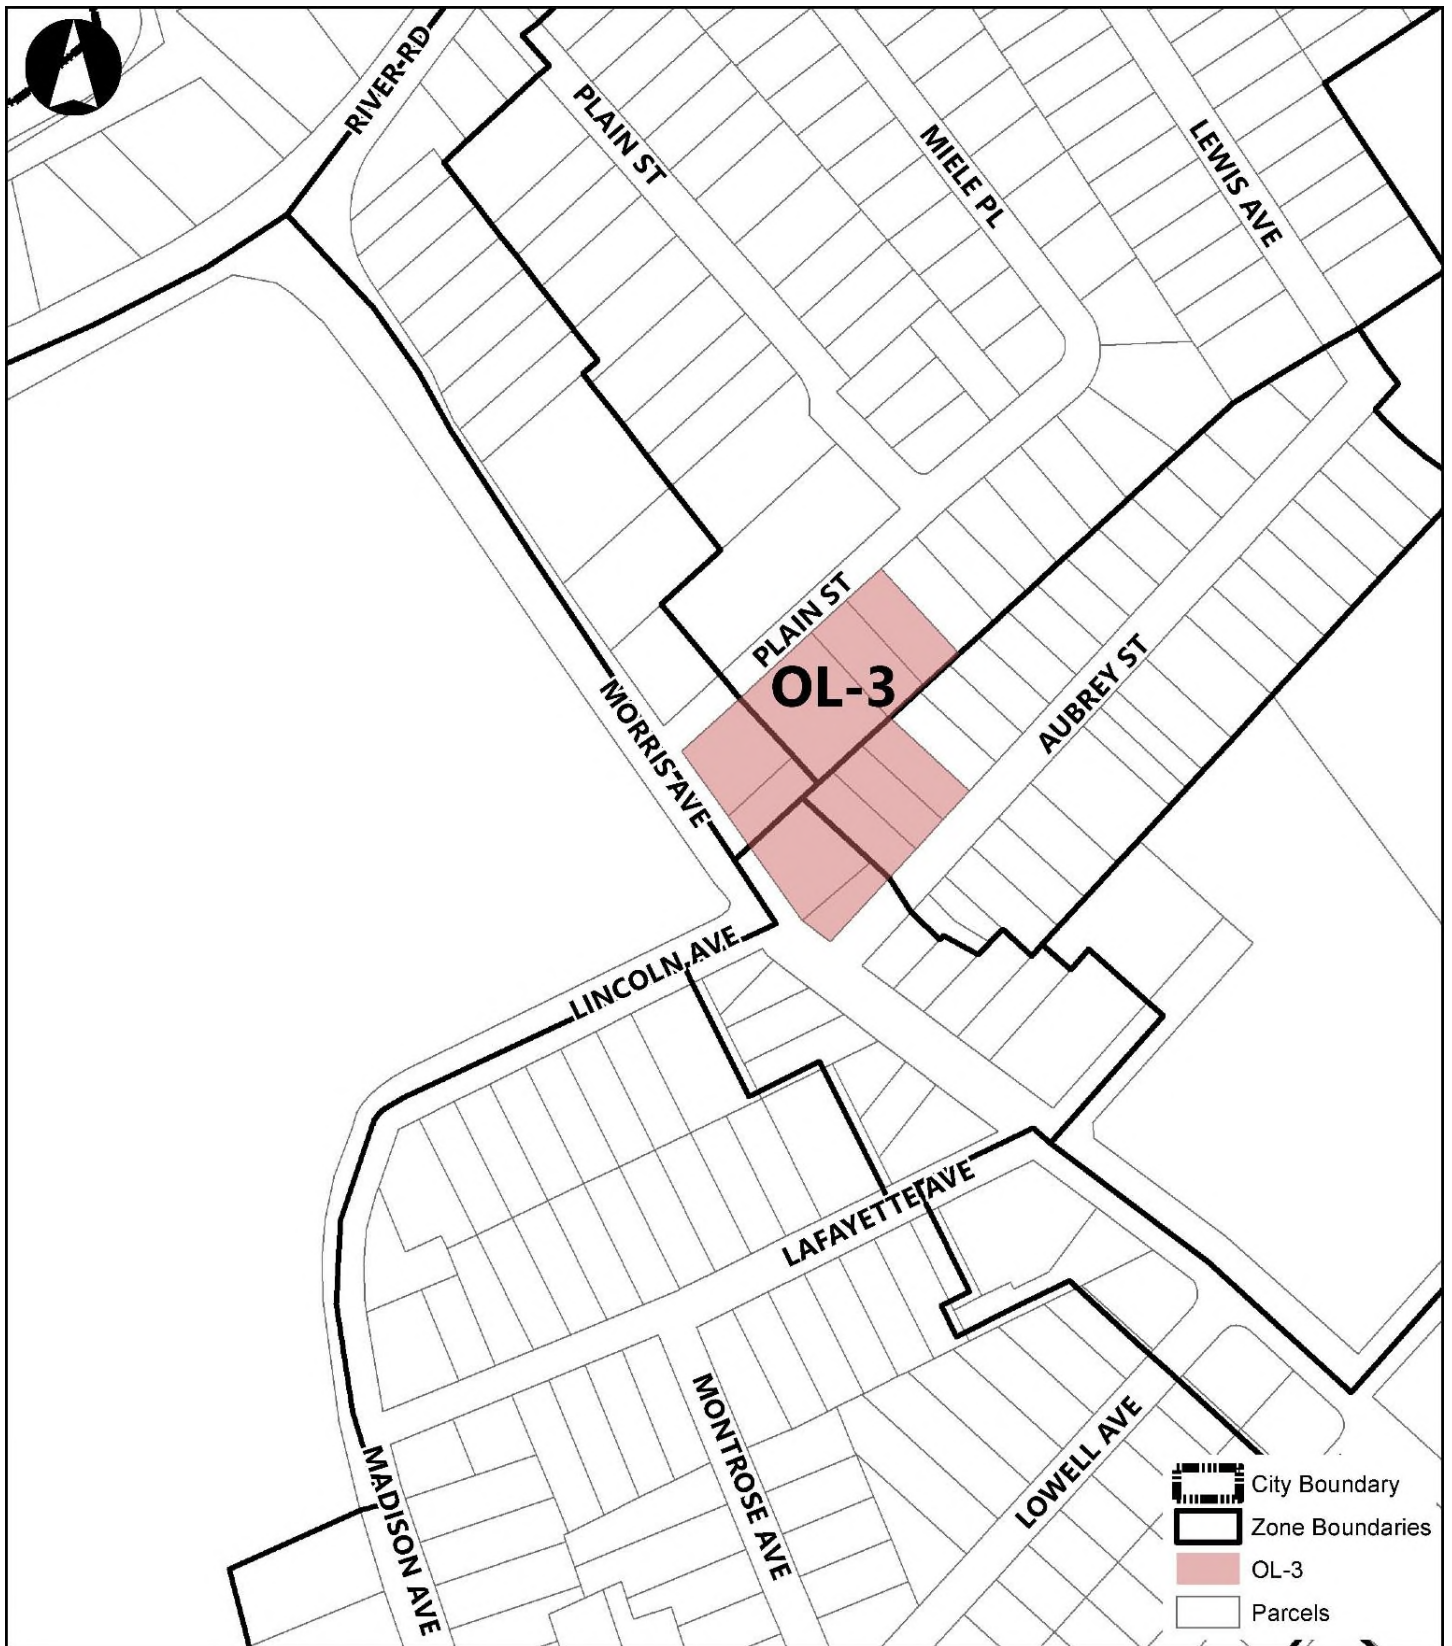 RIVER RD
PLAIN ST
MIELE PL
LEWIS AVE
PLAIN ST
OL-3
AUBREY ST
MORRIS AVE
LINCOLN AVE
LAFAYETTE AVE
MONTROSE AVE
LOWELL AVE
MADISON AVE
City Boundary
Zone Boundaries
OL-3
Parcels